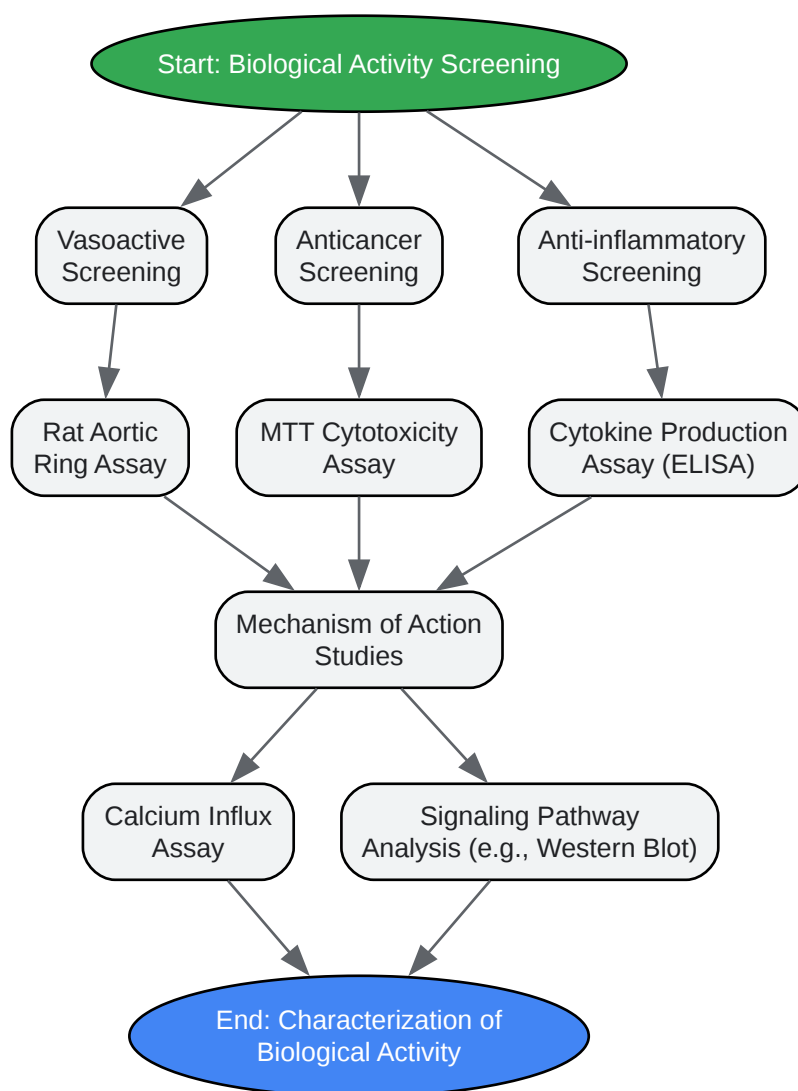 Start: Biological Activity Screening
Vasoactive
Screening
Anticancer
Screening
Anti-inflammatory
Screening
Rat Aortic
Ring Assay
MTT Cytotoxicity
Assay
Cytokine Production
Assay (ELISA)
Mechanism of Action
Studies
Calcium Influx
Assay
Signaling Pathway
Analysis (e.g., Western Blot)
End: Characterization of
Biological Activity